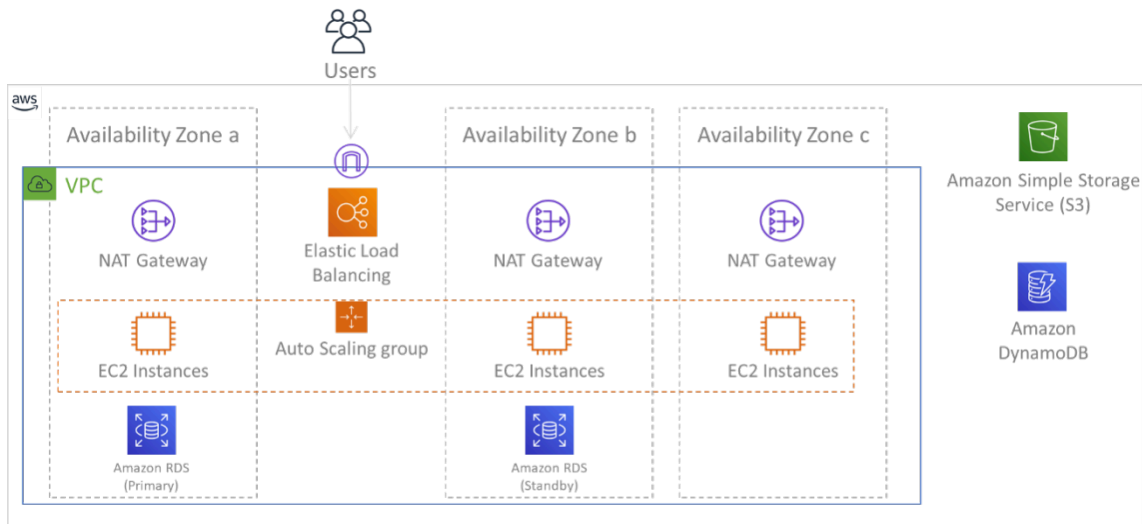 Users
aws
Availability Zone a
Availability Zone b
Availability Zone c
VPC
NAT Gateway
Elastic Load
Balancing
NAT Gateway
NAT Gateway
Amazon Simple Storage
Service (S3)
Auto Scaling group
EC2 Instances
EC2 Instances
EC2 Instances
Amazon
DynamoDB
Amazon RDS
(Primary)
Amazon RDS
(Standby)